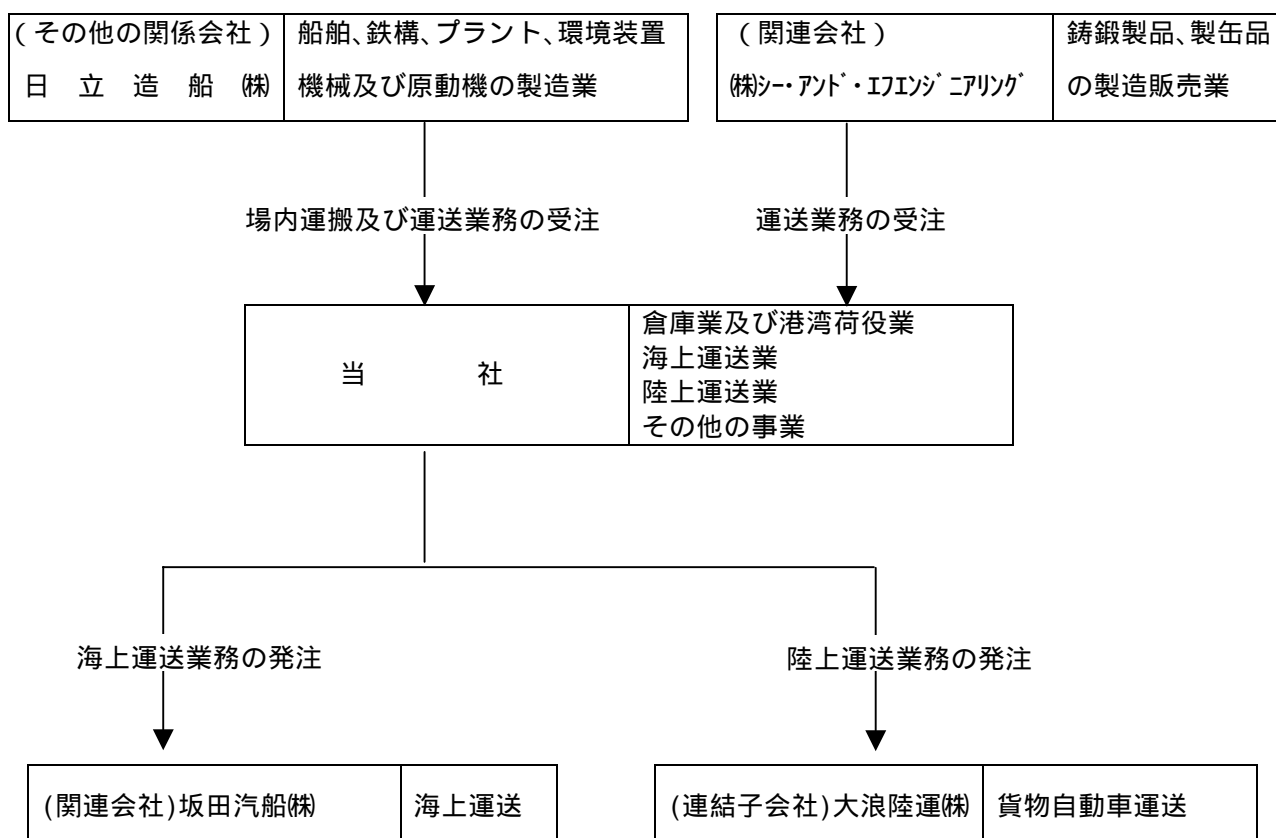 (その他の関係会社)
日立造船㈱
船舶、鉄構、プラント、環境装置
機械及び原動機の製造業
(関連会社)
㈱シー・アンド・エフエンジニアリング
鋳鍛製品、製缶品
の製造販売業
場内運搬及び運送業務の受注
運送業務の受注
当社
倉庫業及び港湾荷役業
海上運送業
陸上運送業
その他の事業
海上運送業務の発注
陸上運送業務の発注
(関連会社)坂田汽船㈱
海上運送
(連結子会社)大浪陸運㈱
貨物自動車運送